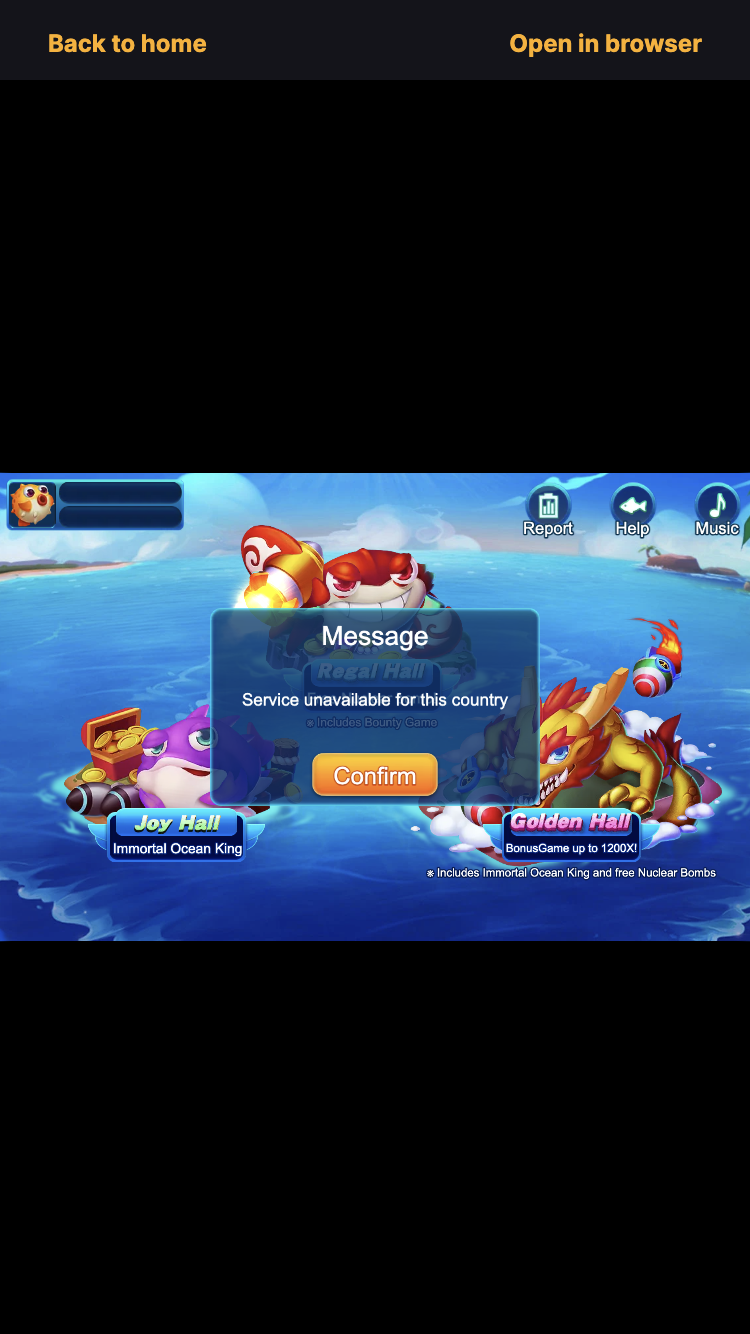 Back to home
Open in browser
Report
Help
Music
Message
Regal Hall
Service unavailable for this country
※ Includes Bounty Game
Confirm
Joy Hall
Immortal Ocean King
Golden Hall
BonusGame up to 1200X!
※ Includes Immortal Ocean King and free Nuclear Bombs